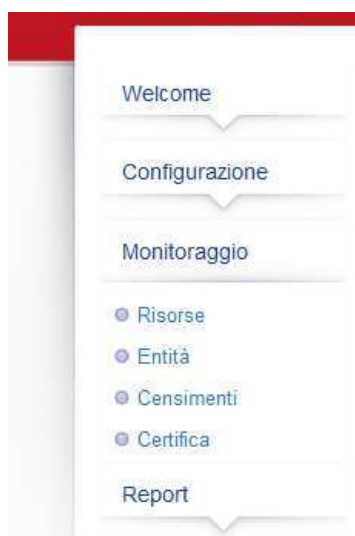 Welcome
Configurazione
Monitoraggio
Risorse
Entità
Censimenti
Certifica
Report